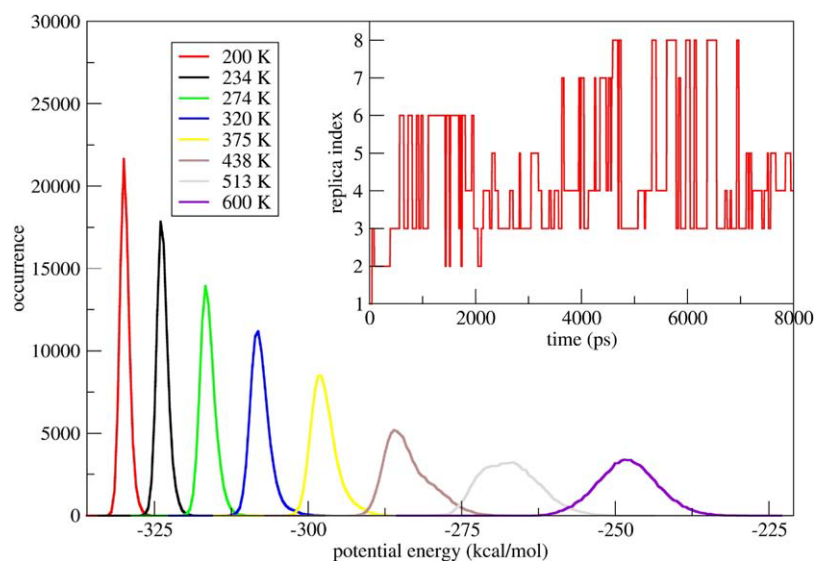 30000
25000
20000
15000
10000
5000
0
occurrence
-325
-300
-275
-250
-225
potential energy (kcal/mol)
200 K
234 K
274 K
320 K
375 K
438 K
513 K
600 K
8
7
6
5
4
3
2
1
replica index
0
2000
4000
6000
8000
time (ps)